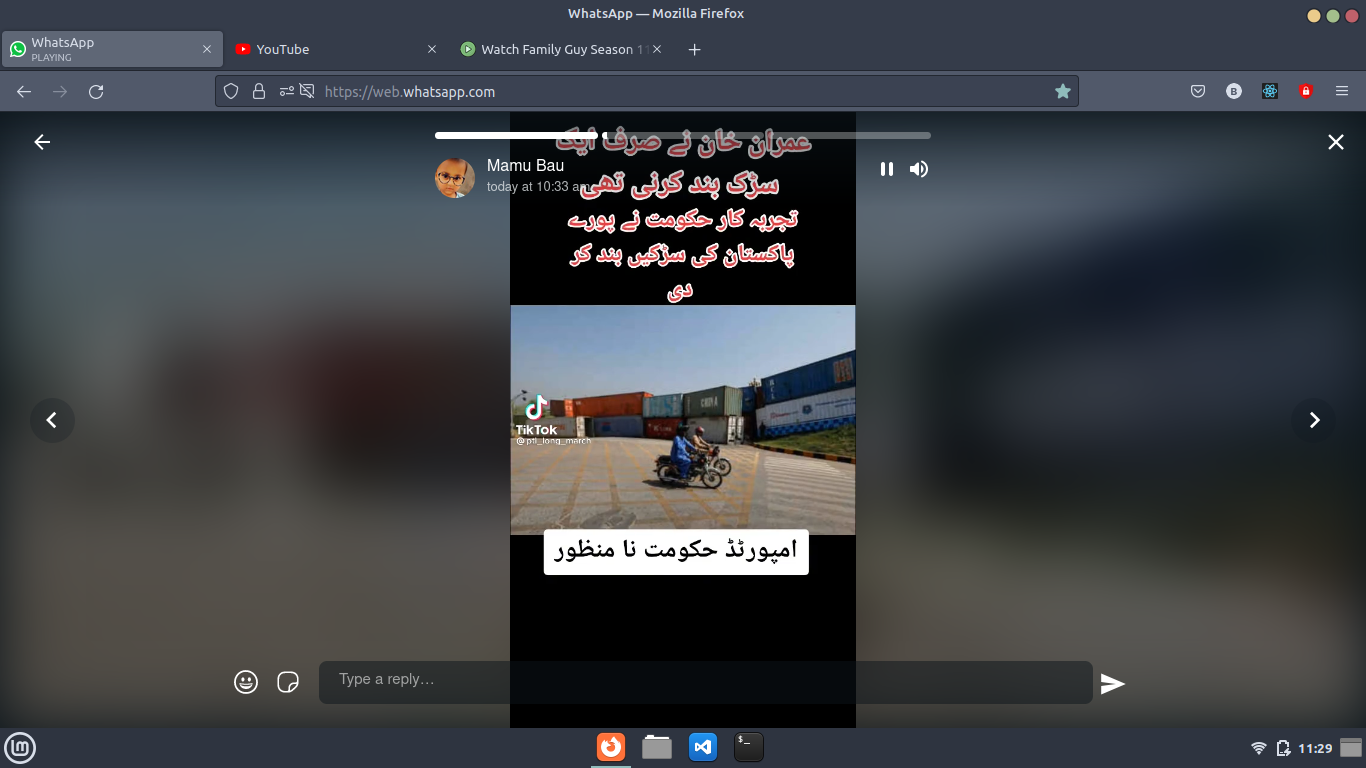 WhatsApp — Mozilla Firefox
WhatsApp
PLAYING
YouTube
Watch Family Guy Season 11
https://web.whatsapp.com
عمران خان نے صرف ایک
Mamu Bau
today at 10:33 am
سڑک بند کرنی تھی
تجربہ کار حکومت نے پورے
پاکستان کی سڑکیں بند کر
دی
CHINA
TikTok
@pti_long_march
امپورٹڈ حکومت نا منظور
Type a reply…
11:29